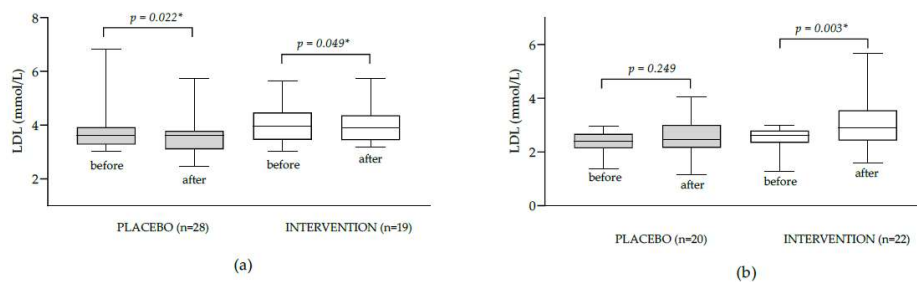 8
p = 0.022*
p = 0.049*
LDL (mmol/L)
6
4
2
before
after
before
after
PLACEBO (n=28)
INTERVENTION (n=19)
(a)
p = 0.003*
6
p = 0.249
LDL (mmol/L)
4
2
0
before
after
before
after
PLACEBO (n=20)
INTERVENTION (n=22)
(b)